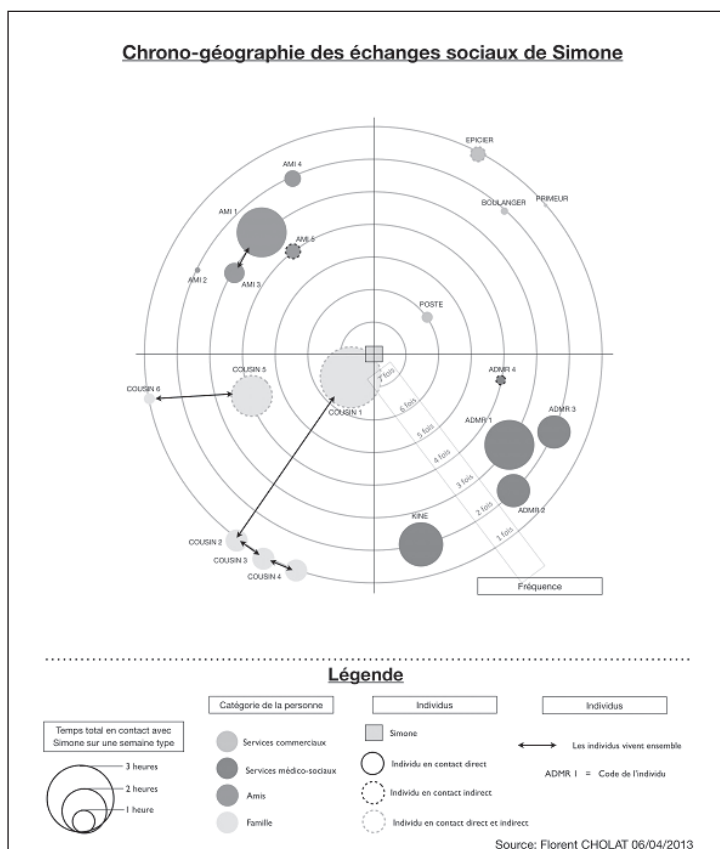 Chrono-géographie des échanges sociaux de Simone
EPICIER
AMI 4
BOULANGER
PRIMEUR
AMI 1
AMI 5
AMI 2
AMI 3
POSTE
COUSIN 5
COUSIN 6
COUSIN 1
7 fois
6 fois
5 fois
4 fois
3 fois
2 fois
1 fois
ADMR 4
ADMR 1
ADMR 3
ADMR 2
KINE
COUSIN 2
COUSIN 3
COUSIN 4
Fréquence
Légende
Temps total en contact avec
Simone sur une semaine type
3 heures
2 heures
1 heure
Catégorie de la personne
Services commerciaux
Services médico-sociaux
Amis
Famille
Individus
Simone
Individu en contact direct
Individu en contact indirect
Individu en contact direct et indirect
Individus
Les individus vivent ensemble
ADMR 1 = Code de l'individu
Source: Florent CHOLAT 06/04/2013